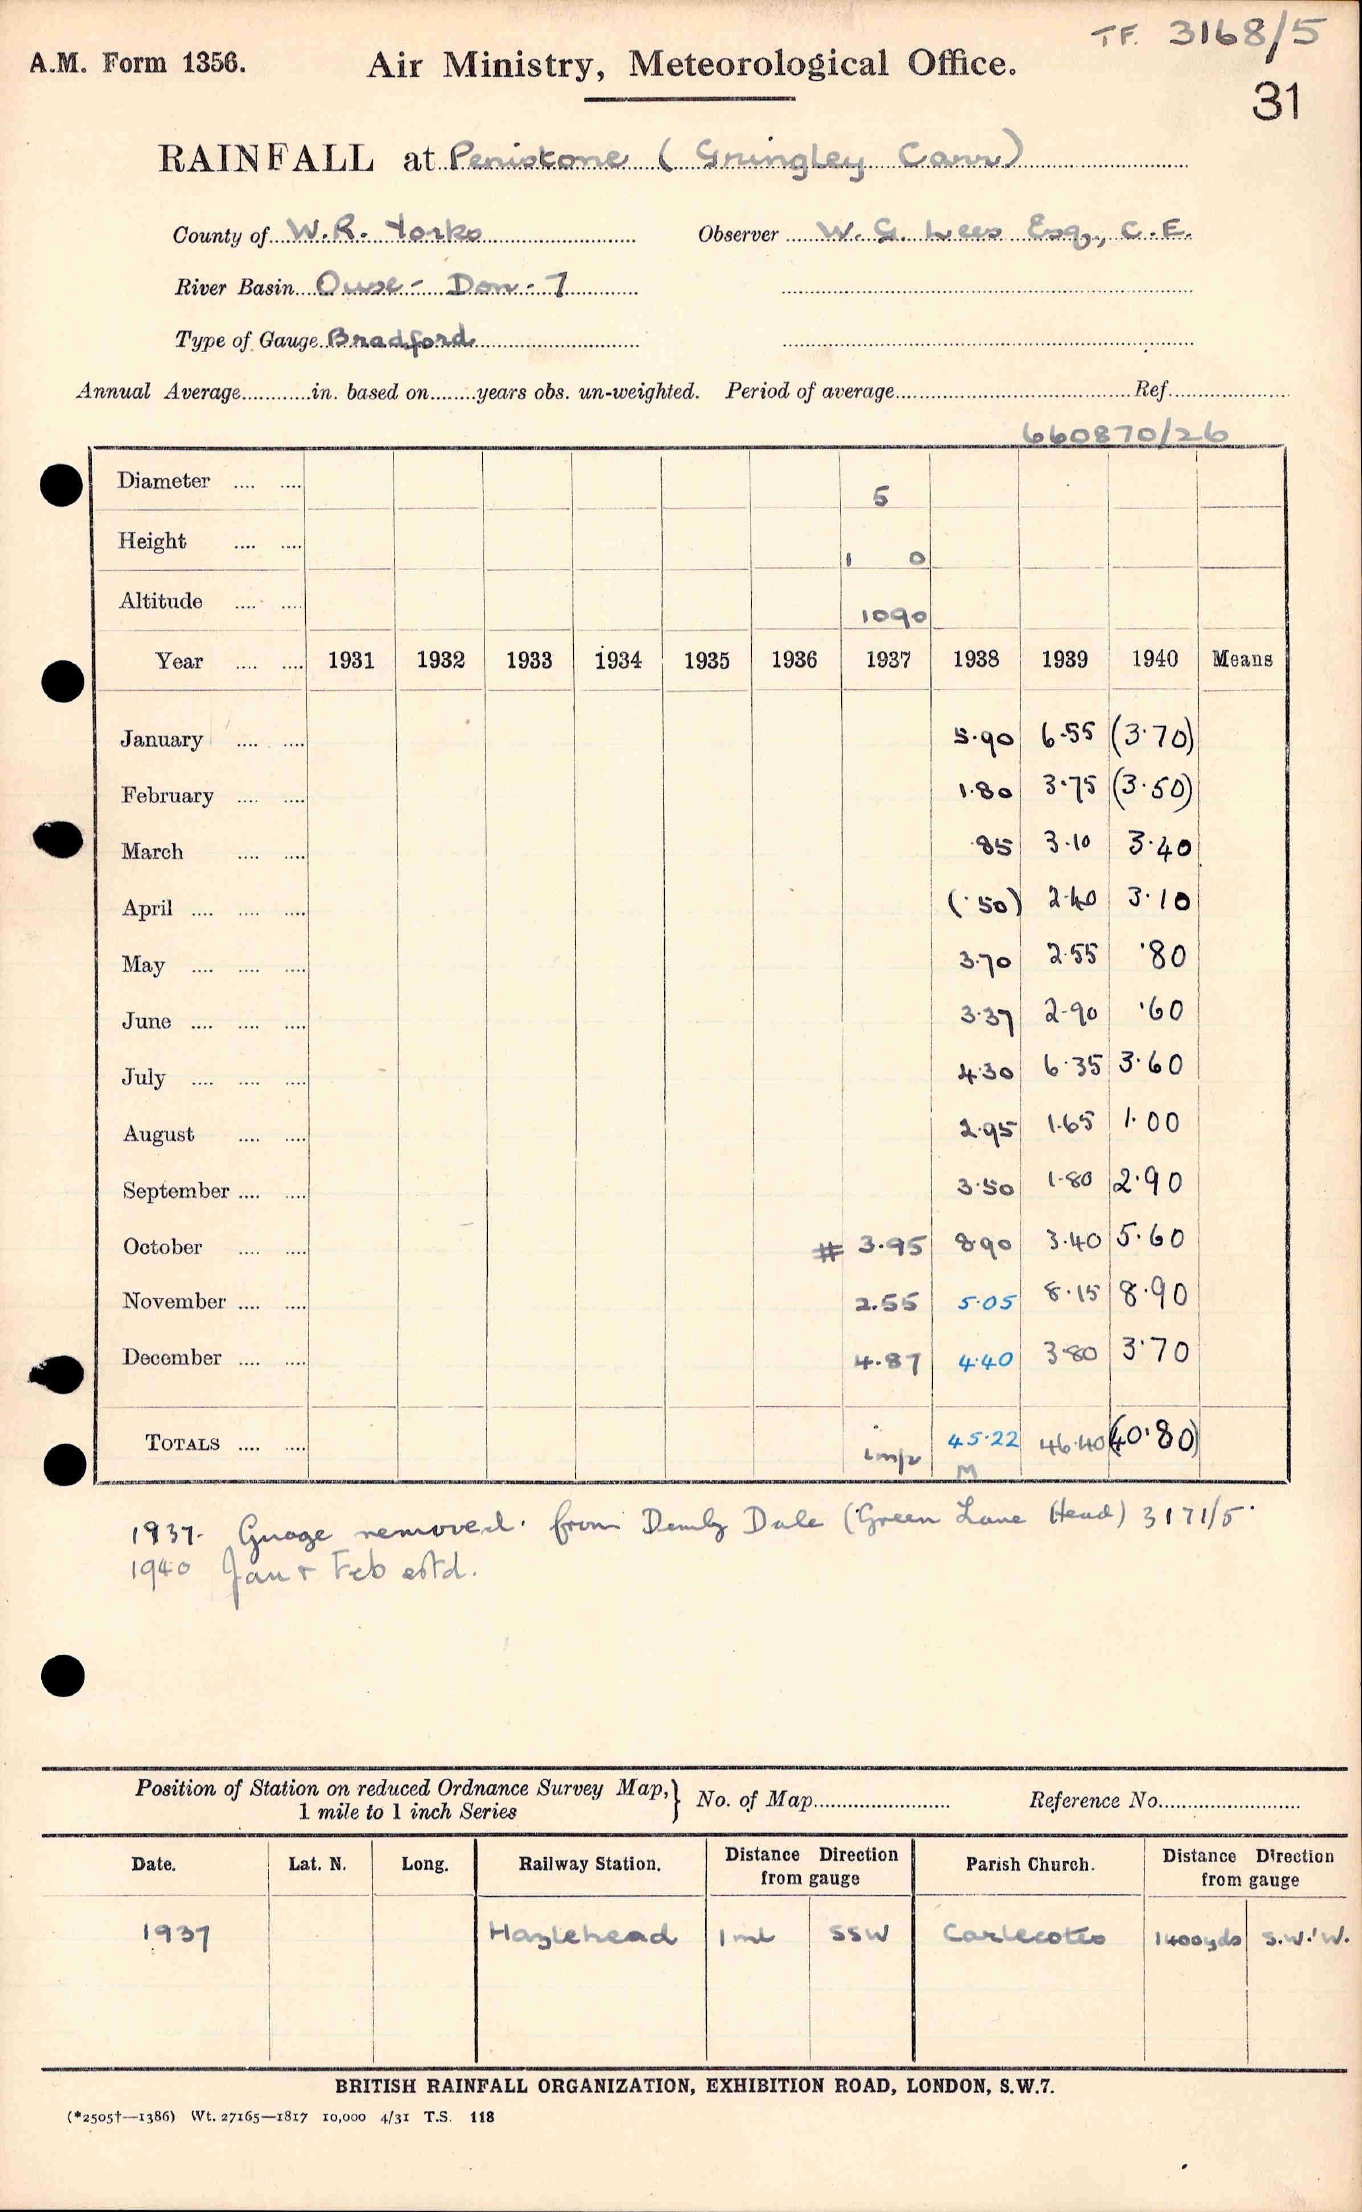 TF. 3168/5
A.M. Form 1356. Air Ministry, Meteorological Office.
31
RAINFALL at Penistone (Gringley Carr)
County of W.R. Yorks Observer W. G. Lees Esq., C.E.
River Basin Ouse - Don - 7
Type of Gauge Bradford
Annual Average............in. based on........years obs. un-weighted. Period of average............Ref............
660870/26
Diameter .... .... 5
Height .... .... 1 0
Altitude .... .... 1090
Year .... .... 1931 1932 1933 1934 1935 1936 1937 1938 1939 1940 Means
January .... .... 5.90 6.55 (3.70)
February .... .... 1.80 3.75 (3.50)
March .... .... .85 3.10 3.40
April .... .... .... (.50) 2.40 3.10
May .... .... .... 3.70 2.55 .80
June .... .... .... 3.37 2.90 .60
July .... .... .... 4.30 6.35 3.60
August .... .... 2.95 1.65 1.00
September .... .... 3.50 1.80 2.90
October .... .... # 3.95 8.90 3.40 5.60
November .... .... 2.55 5.05 8.15 8.90
December .... .... 4.87 4.40 3.80 3.70
TOTALS .... .... imp 45.22 46.40 (40.80)
M
1937. Guage removed from Denby Dale (Green Lane Head) 3171/5.
1940 Jan & Feb estd.
Position of Station on reduced Ordnance Survey Map,} No. of Map............ Reference No............
1 mile to 1 inch Series
Date. Lat. N. Long. Railway Station. Distance Direction from gauge Parish Church. Distance Direction from gauge
1937 Hazlehead 1 ml SSW Carlecotes 1400yds S.W.'W.
BRITISH RAINFALL ORGANIZATION, EXHIBITION ROAD, LONDON, S.W.7.
(*2505†—1386) Wt. 27165—1817 10,000 4/31 T.S. 118